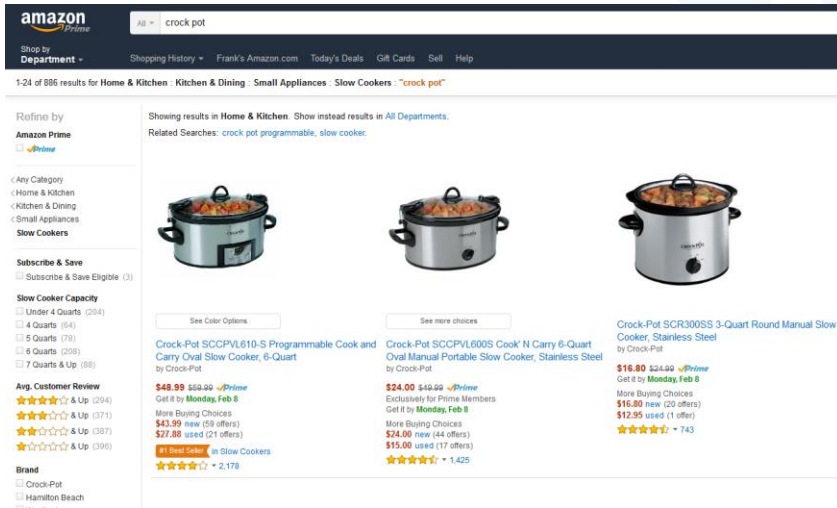 amazon
Prime
All
crock pot
Shop by
Department
Shopping History
Frank's Amazon.com
Today's Deals
Gift Cards
Sell
Help
1-24 of 886 results for Home & Kitchen : Kitchen & Dining : Small Appliances : Slow Cookers : "crock pot"
Refine by
Amazon Prime
Prime
<Any Category
<Home & Kitchen
<Kitchen & Dining
<Small Appliances
Slow Cookers
Subscribe & Save
Subscribe & Save Eligible (3)
Slow Cooker Capacity
Under 4 Quarts (204)
4 Quarts (64)
5 Quarts (78)
6 Quarts (208)
7 Quarts & Up (88)
Avg. Customer Review
& Up (294)
& Up (371)
& Up (387)
& Up (396)
Brand
Crock-Pot
Hamilton Beach
Showing results in Home & Kitchen. Show instead results in All Departments.
Related Searches: crock pot programmable, slow cooker.
See Color Options
Crock-Pot SCCPVL610-S Programmable Cook and
Carry Oval Slow Cooker, 6-Quart
by Crock-Pot
$48.99 $59.99 Prime
Get it by Monday, Feb 8
More Buying Choices
$43.99 new (59 offers)
$27.88 used (21 offers)
#1 Best Seller in Slow Cookers
2,178
See more choices
Crock-Pot SCCPVL600S Cook' N Carry 6-Quart
Oval Manual Portable Slow Cooker, Stainless Steel
by Crock-Pot
$24.00 $49.99 Prime
Exclusively for Prime Members
Get it by Monday, Feb 8
More Buying Choices
$24.00 new (44 offers)
$15.00 used (17 offers)
1,425
Crock-Pot
Crock-Pot SCR300SS 3-Quart Round Manual Slow
Cooker, Stainless Steel
by Crock-Pot
$16.80 $24.99 Prime
Get it by Monday, Feb 8
More Buying Choices
$16.80 new (20 offers)
$12.95 used (1 offer)
743